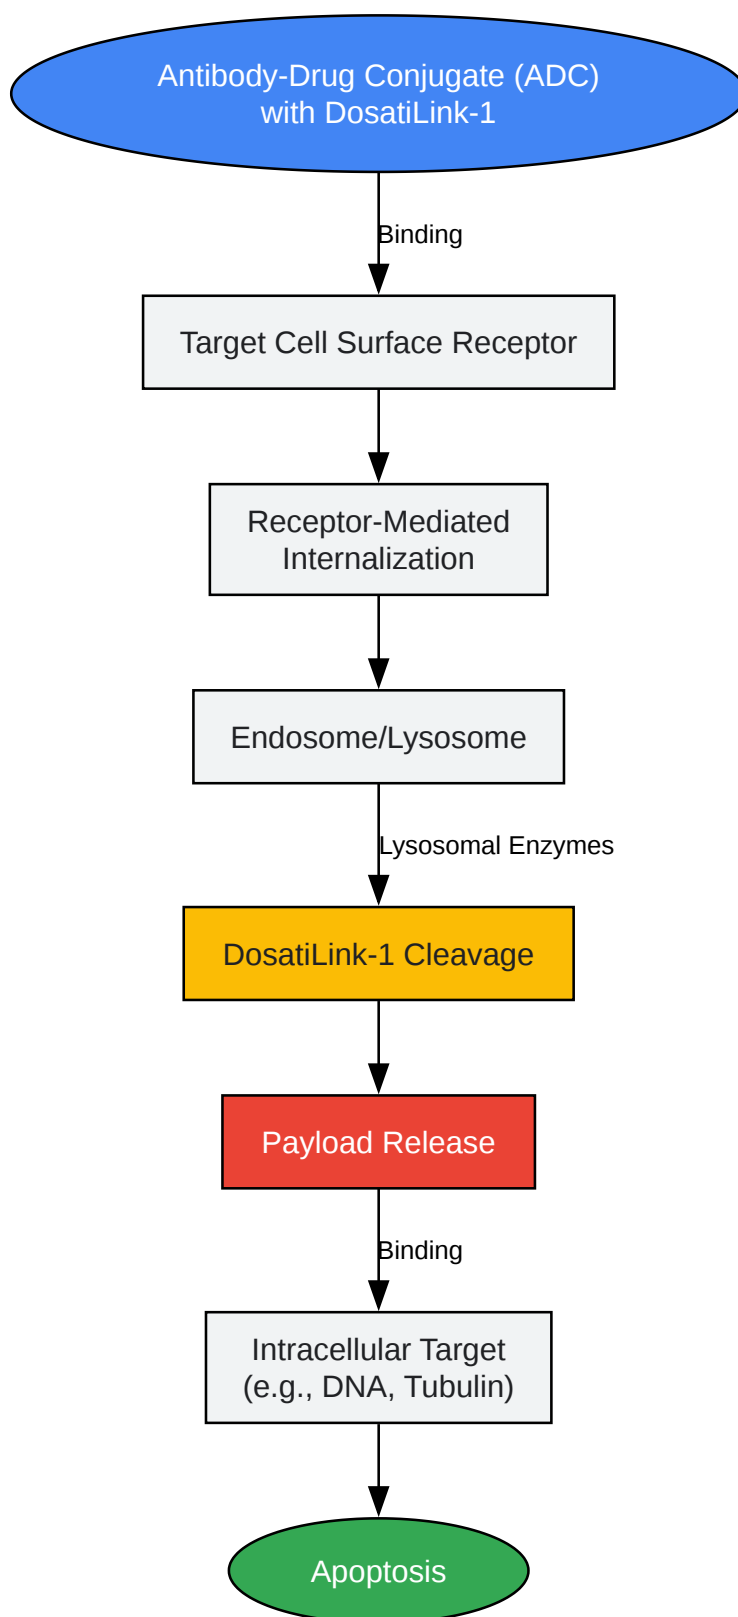 Antibody-Drug Conjugate (ADC)
with DosatiLink-1
Binding
Target Cell Surface Receptor
Receptor-Mediated
Internalization
Endosome/Lysosome
Lysosomal Enzymes
DosatiLink-1 Cleavage
Payload Release
Binding
Intracellular Target
(e.g., DNA, Tubulin)
Apoptosis